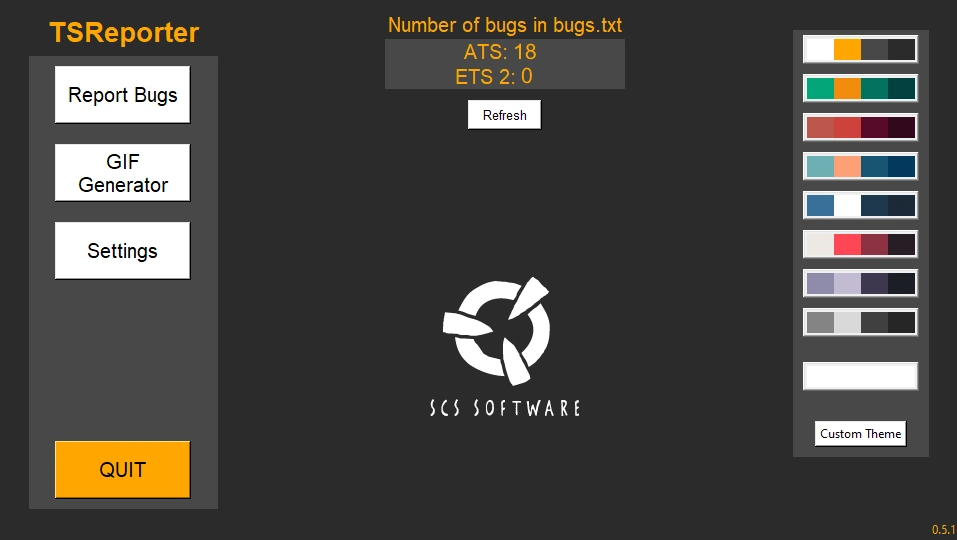 TSReporter
Report Bugs
GIF
Generator
Settings
QUIT
Number of bugs in bugs.txt
ATS: 18
ETS 2: 0
Refresh
SCS SOFTWARE
Custom Theme
0.5.1